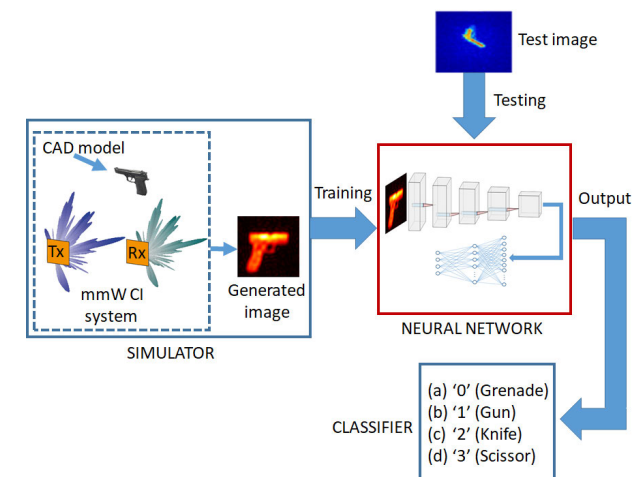 Test image
Testing
CAD model
Tx
Rx
mmW CI
system
Generated
image
SIMULATOR
Training
NEURAL NETWORK
Output
CLASSIFIER
(a) ‘0’ (Grenade)
(b) ‘1’ (Gun)
(c) ‘2’ (Knife)
(d) ‘3’ (Scissor)